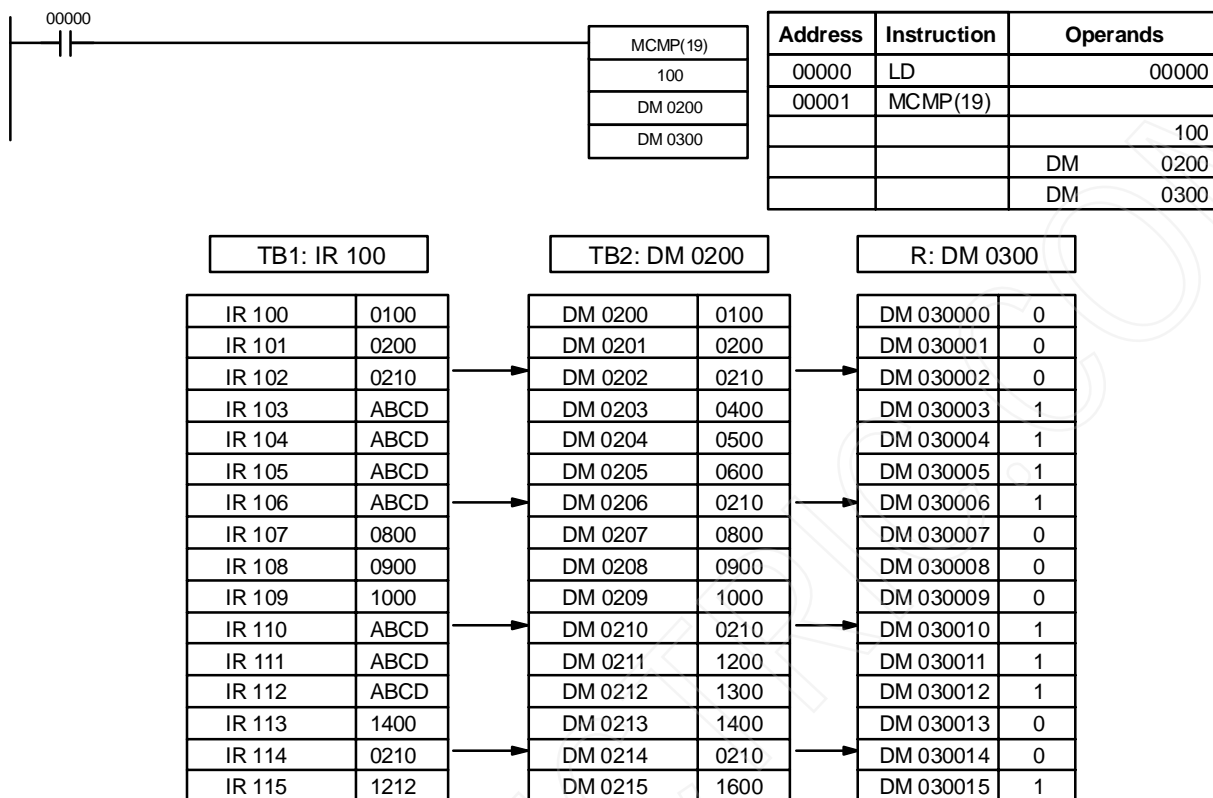 00000
MCMP(19)
100
DM 0200
DM 0300
Address Instruction Operands
00000 LD 00000
00001 MCMP(19)
100
DM 0200
DM 0300
TB1: IR 100 TB2: DM 0200 R: DM 0300
IR 100 0100 DM 0200 0100 DM 030000 0
IR 101 0200 DM 0201 0200 DM 030001 0
IR 102 0210 DM 0202 0210 DM 030002 0
IR 103 ABCD DM 0203 0400 DM 030003 1
IR 104 ABCD DM 0204 0500 DM 030004 1
IR 105 ABCD DM 0205 0600 DM 030005 1
IR 106 ABCD DM 0206 0210 DM 030006 1
IR 107 0800 DM 0207 0800 DM 030007 0
IR 108 0900 DM 0208 0900 DM 030008 0
IR 109 1000 DM 0209 1000 DM 030009 0
IR 110 ABCD DM 0210 0210 DM 030010 1
IR 111 ABCD DM 0211 1200 DM 030011 1
IR 112 ABCD DM 0212 1300 DM 030012 1
IR 113 1400 DM 0213 1400 DM 030013 0
IR 114 0210 DM 0214 0210 DM 030014 0
IR 115 1212 DM 0215 1600 DM 030015 1